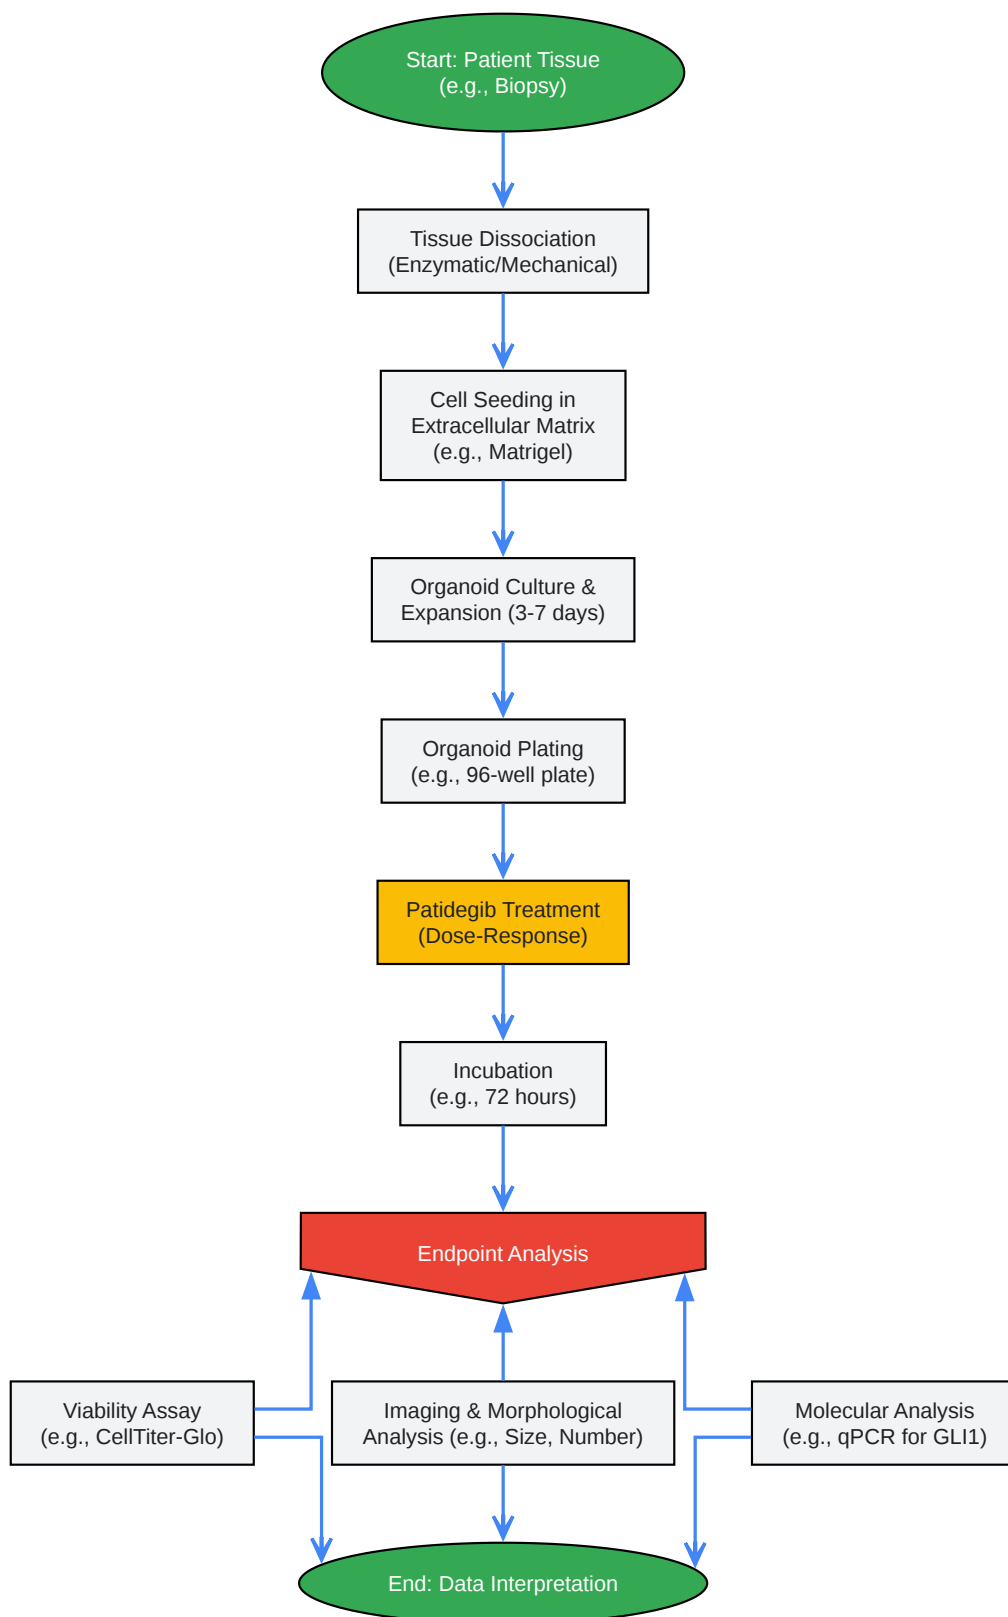 Start: Patient Tissue
(e.g., Biopsy)
Tissue Dissociation
(Enzymatic/Mechanical)
Cell Seeding in
Extracellular Matrix
(e.g., Matrigel)
Organoid Culture &
Expansion (3-7 days)
Organoid Plating
(e.g., 96-well plate)
Patidegib Treatment
(Dose-Response)
Incubation
(e.g., 72 hours)
Endpoint Analysis
Viability Assay
(e.g., CellTiter-Glo)
Imaging & Morphological
Analysis (e.g., Size, Number)
Molecular Analysis
(e.g., qPCR for GLI1)
End: Data Interpretation